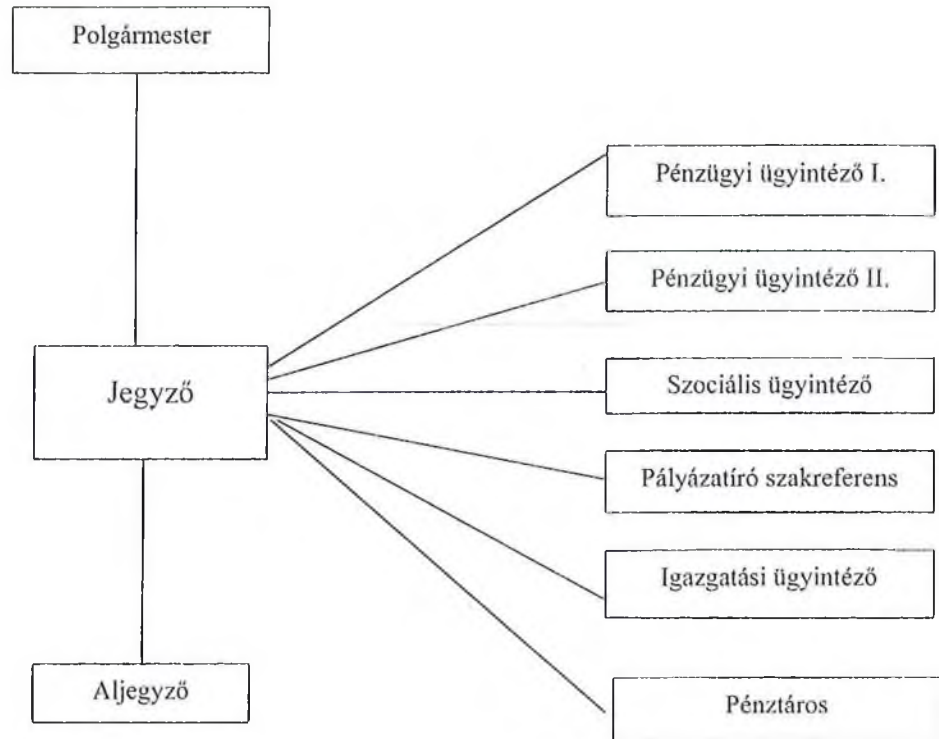 Polgármester
Pénzügyi ügyintéző I.
Pénzügyi ügyintéző II.
Jegyző
Szociális ügyintéző
Pályázatíró szakreferens
Igazgatási ügyintéző
Aljegyző
Pénztáros